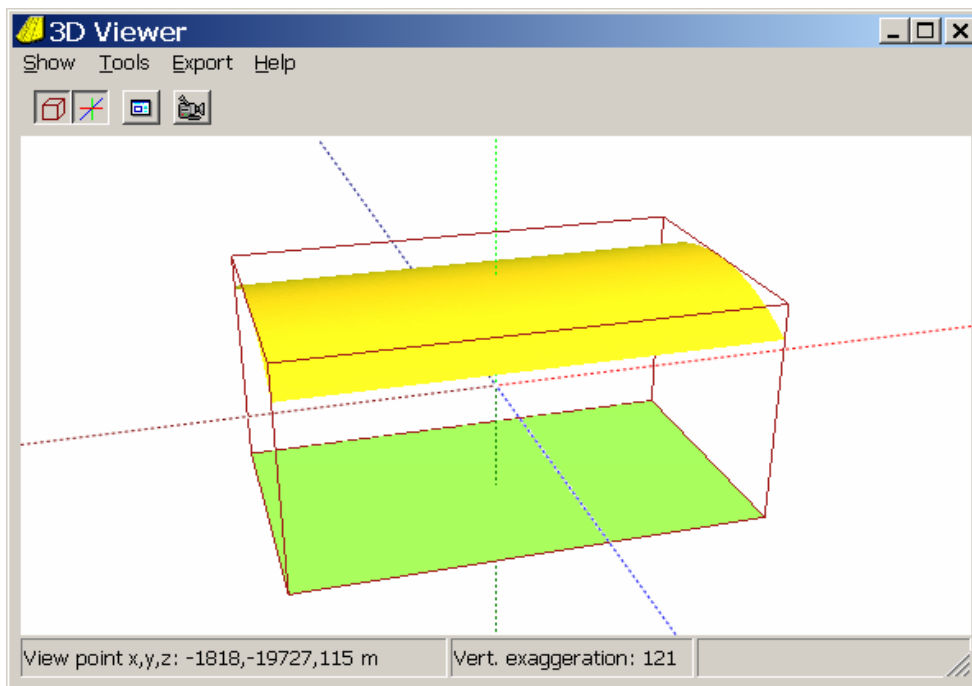 3D Viewer
Show Tools Export Help
View point x,y,z: -1818,-19727,115 m Vert. exaggeration: 121